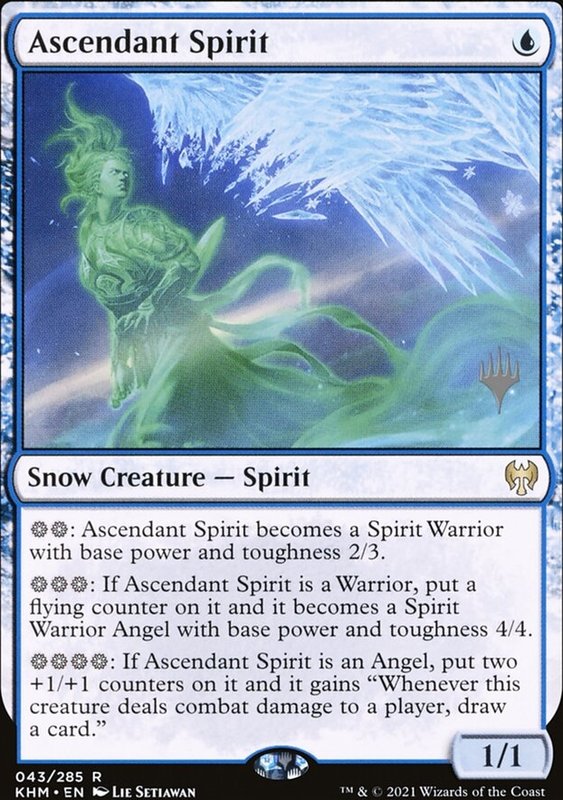 Ascendant Spirit
Snow Creature — Spirit
: Ascendant Spirit becomes a Spirit Warrior
with base power and toughness 2/3.
: If Ascendant Spirit is a Warrior, put a
flying counter on it and it becomes a Spirit
Warrior Angel with base power and toughness 4/4.
: If Ascendant Spirit is an Angel, put two
+1/+1 counters on it and it gains “Whenever this
creature deals combat damage to a player, draw
a card.”
1/1
043/285 R
KHM • EN Lie Setiawan
™ & © 2021 Wizards of the Coast